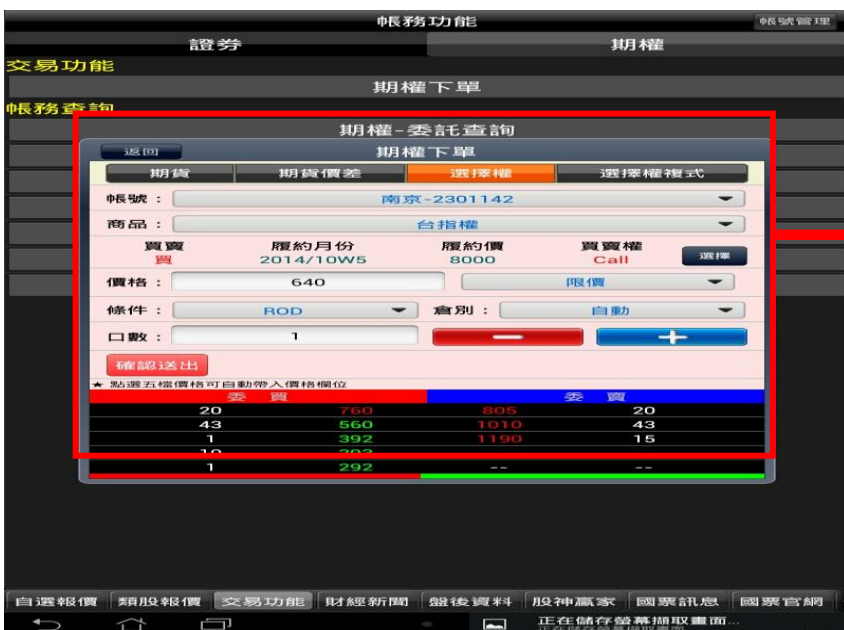 帳務功能 帳號管理
證券 期權
交易功能
期權下單
帳務查詢
期權-委託查詢
返回 期權下單
期貨 期貨價差 選擇權 選擇權複式
帳號： 南京-2301142
商品： 台指權
買賣 履約月份 履約價 買賣權
買 2014/10W5 8000 Call 選擇
價格： 640 限價
條件： ROD 倉別： 自動
口數： 1
確認送出
★ 點選五檔價格可自動帶入價格欄位
委 買 委 賣
20 760 805 20
43 560 1010 43
1 392 1190 15
1 292 -- --
自選報價 類股報價 交易功能 財經新聞 盤後資料 股神贏家 國票訊息 國票官網
正在儲存螢幕擷取畫面...